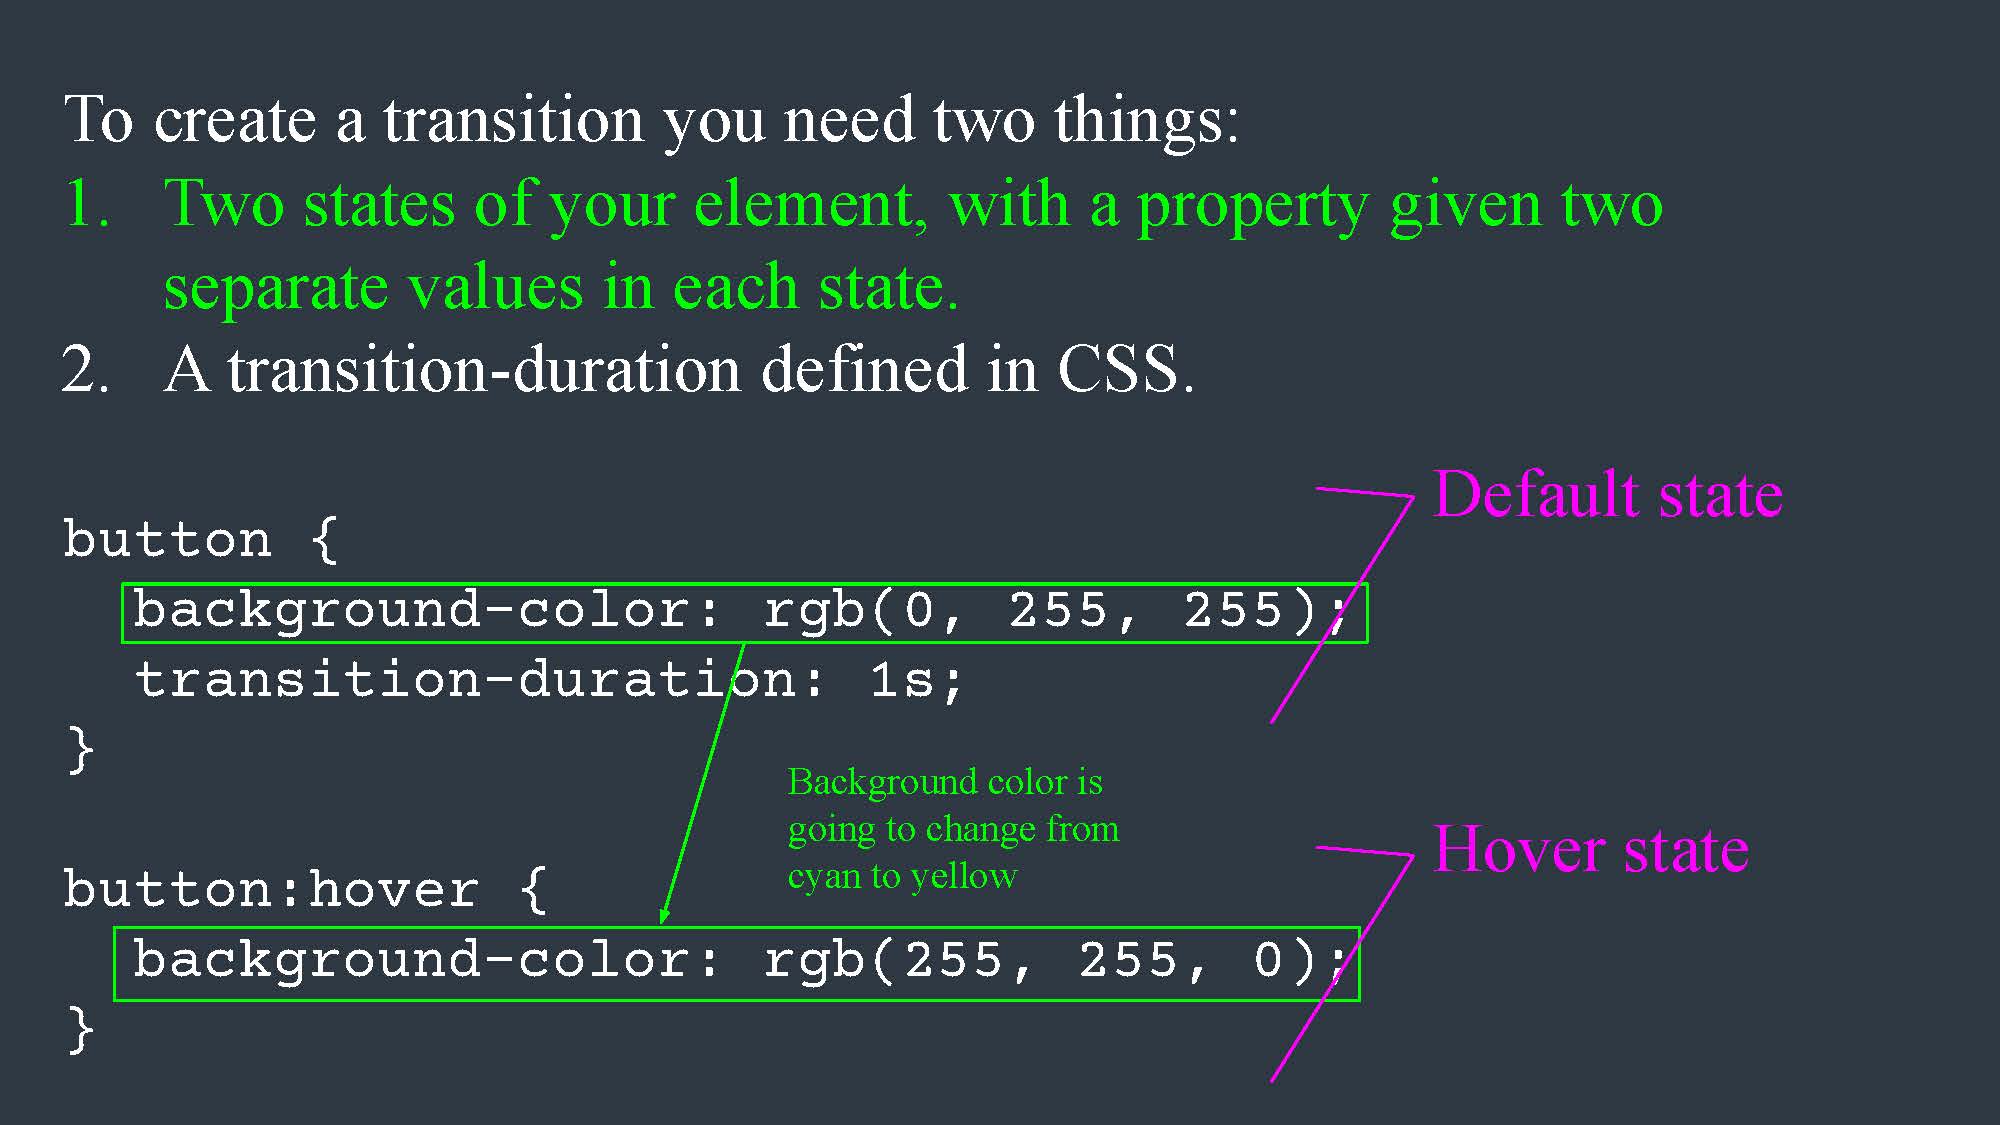 To create a transition you need two things:
1. Two states of your element, with a property given two
separate values in each state.
2. A transition-duration defined in CSS.
Default state
button {
background-color: rgb(0, 255, 255);
transition-duration: 1s;
}
Background color is
going to change from
cyan to yellow
Hover state
button:hover {
background-color: rgb(255, 255, 0);
}